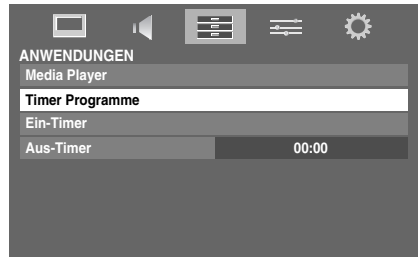 ANWENDUNGEN
Media Player
Timer Programme
Ein-Timer
Aus-Timer 00:00